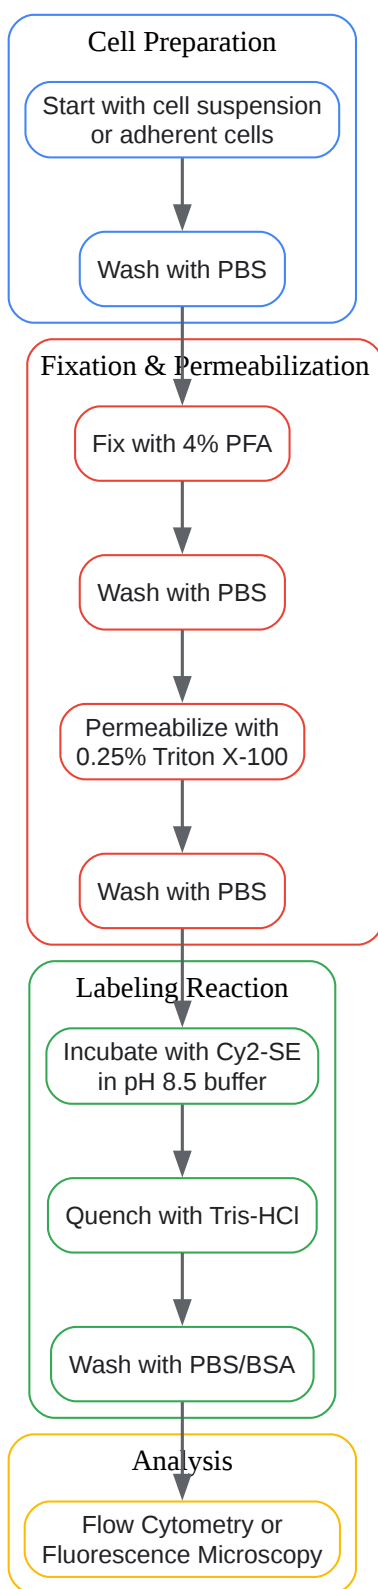 Cell Preparation
Start with cell suspension
or adherent cells
Wash with PBS
Fixation & Permeabilization
Fix with 4% PFA
Wash with PBS
Permeabilize with
0.25% Triton X-100
Wash with PBS
Labeling Reaction
Incubate with Cy2-SE
in pH 8.5 buffer
Quench with Tris-HCl
Wash with PBS/BSA
Analysis
Flow Cytometry or
Fluorescence Microscopy